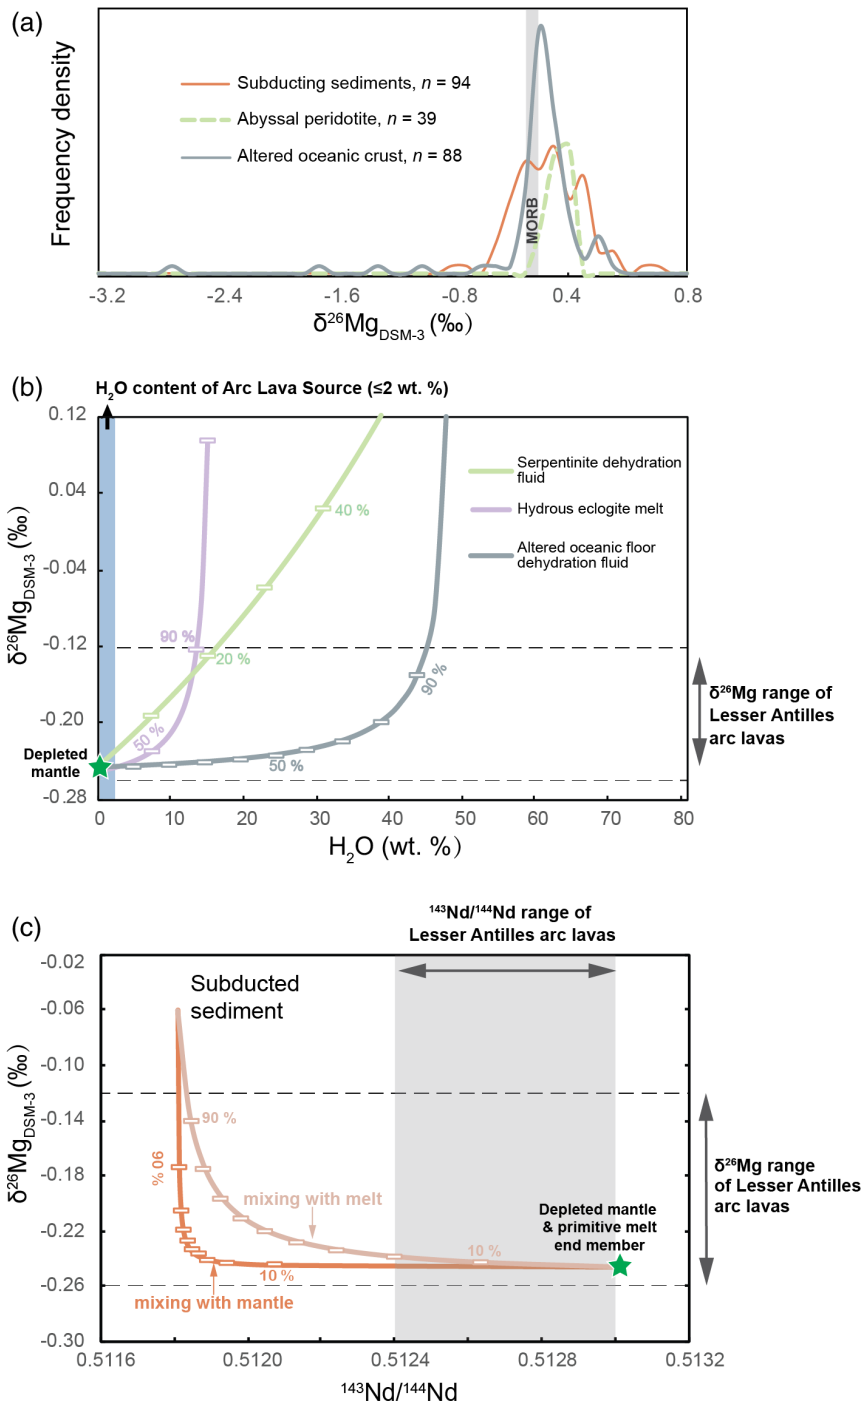 (a)
Frequency density
Subducting sediments, n = 94
Abyssal peridotite, n = 39
Altered oceanic crust, n = 88
MORB
-3.2 -2.4 -1.6 -0.8 0.4 0.8
δ²⁶Mg_DSM-3 (‰)
(b)
H₂O content of Arc Lava Source (≤2 wt. %)
0.12
0.04
-0.04
-0.12
-0.20
-0.28
δ²⁶Mg_DSM-3 (‰)
Serpentinite dehydration
fluid
Hydrous eclogite melt
Altered oceanic floor
dehydration fluid
40 %
90 %
20 %
90 %
50 %
50 %
δ²⁶Mg range of
Lesser Antilles
arc lavas
Depleted
mantle
0 10 20 30 40 50 60 70 80
H₂O (wt. %)
(c)
¹⁴³Nd/¹⁴⁴Nd range of
Lesser Antilles arc lavas
-0.02
-0.06
-0.10
-0.14
-0.18
-0.22
-0.26
-0.30
δ²⁶Mg_DSM-3 (‰)
Subducted
sediment
90 %
90 %
mixing with melt
Depleted mantle
& primitive melt
end member
10 %
10 %
mixing with mantle
δ²⁶Mg range
of Lesser Antilles
arc lavas
0.5116 0.5120 0.5124 0.5128 0.5132
¹⁴³Nd/¹⁴⁴Nd